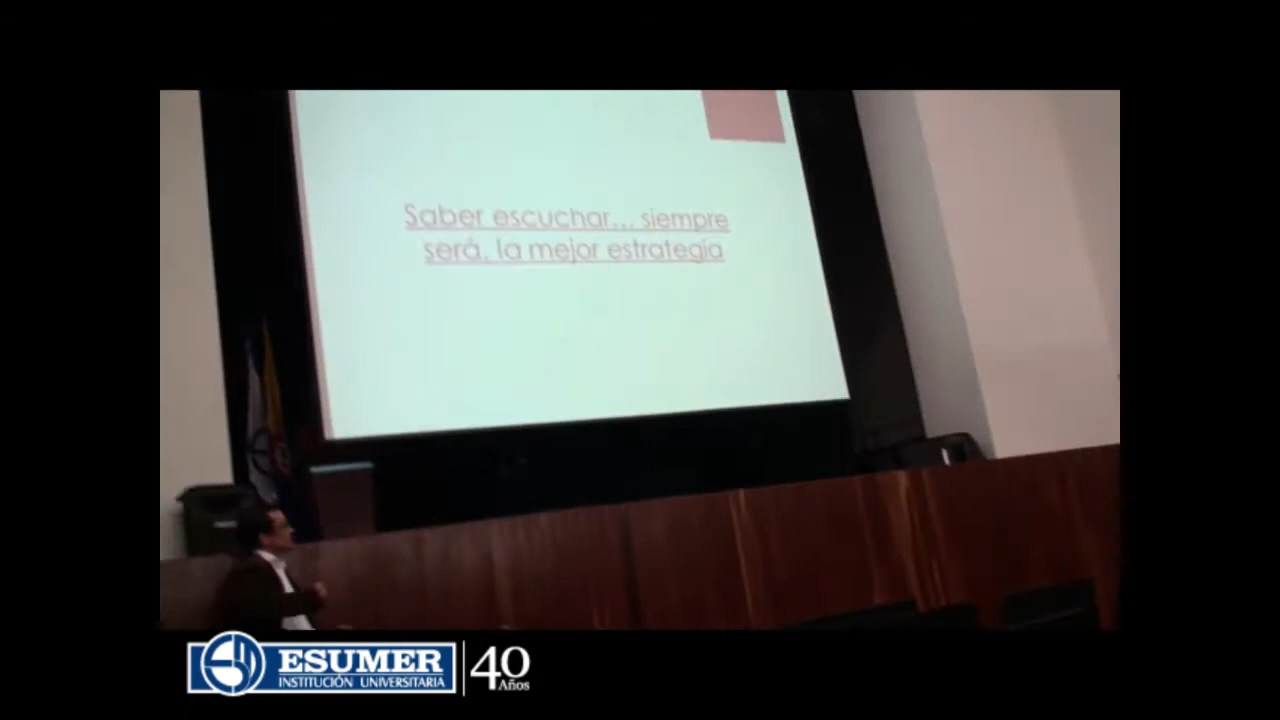 Saber escuchar... siempre
será. la mejor estrategia
ESUMER
INSTITUCIÓN UNIVERSITARIA
40
Años